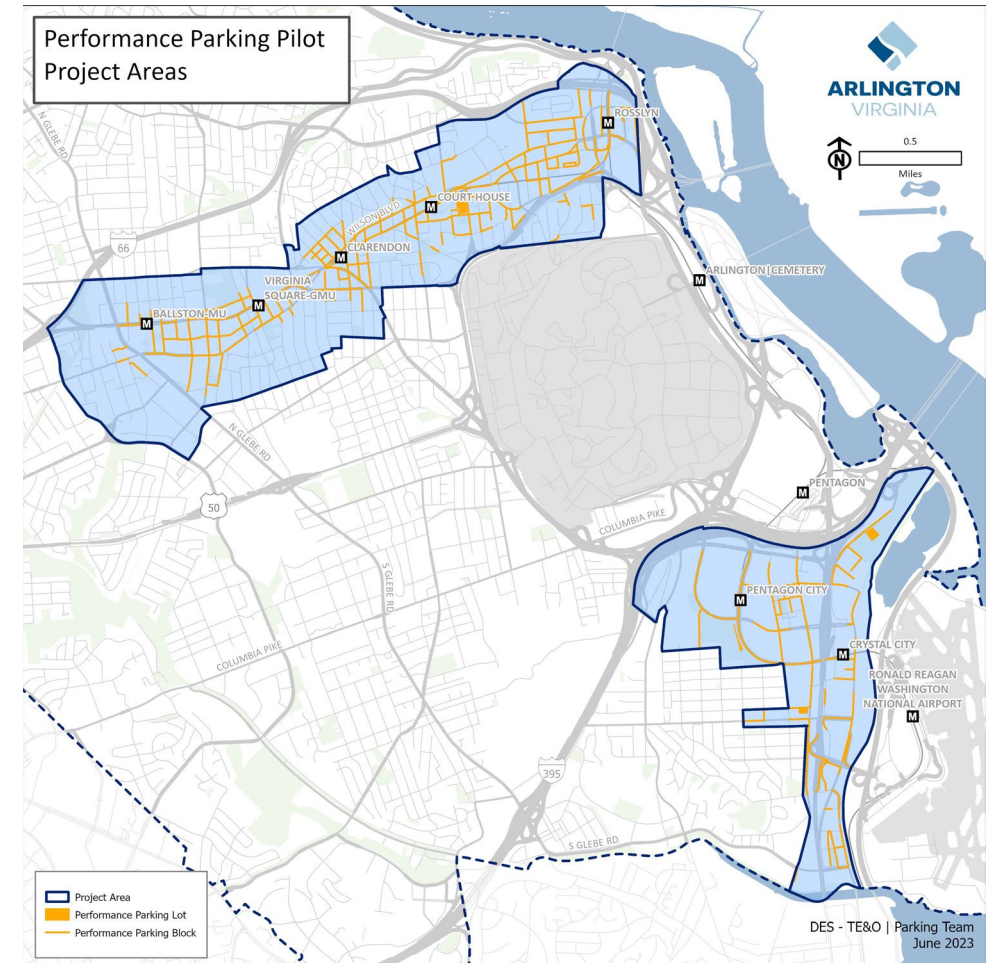 Performance Parking Pilot
Project Areas
ARLINGTON
VIRGINIA
N
0.5
Miles
N GLEBE RD
M
ROSSLYN
M
COURT HOUSE
WILSON BLVD
M
CLARENDON
66
VIRGINIA
SQUARE-GMU
M
BALLSTON-MU
M
ARLINGTON CEMETERY
M
N GLEBE RD
50
M
PENTAGON
COLUMBIA PIKE
S GLEBE RD
M
PENTAGON CITY
COLUMBIA PIKE
M
CRYSTAL CITY
RONALD REAGAN
WASHINGTON
NATIONAL AIRPORT
M
395
S GLEBE RD
Project Area
Performance Parking Lot
Performance Parking Block
DES - TE&O | Parking Team
June 2023